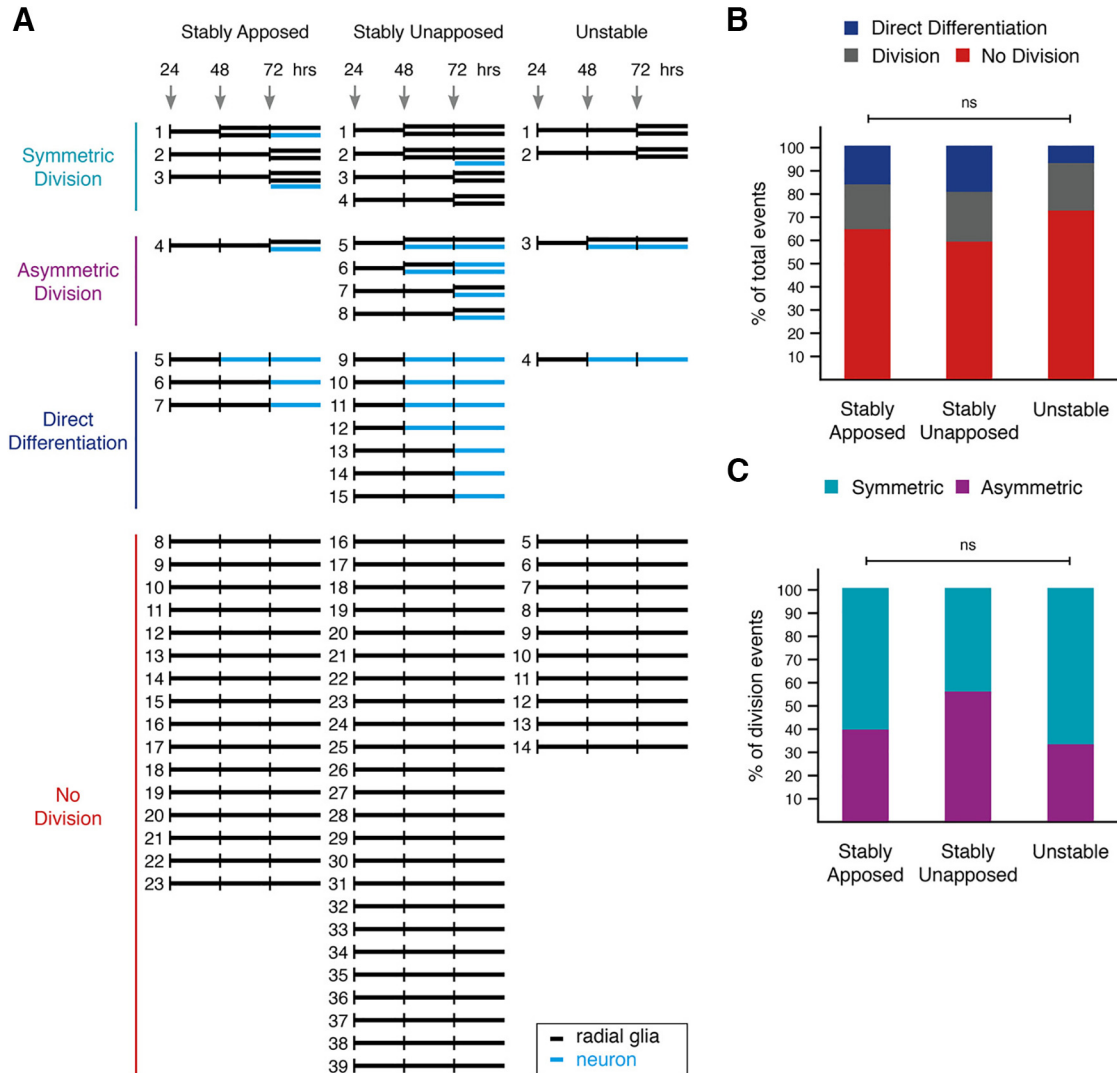 A
Stably Apposed Stably Unapposed Unstable
24 48 72 hrs 24 48 72 hrs 24 48 72 hrs
Symmetric
Division
1 1 1
2 2 2
3 3
4
Asymmetric
Division
4 5 3
6
7
8
Direct
Differentiation
5 9 4
6 10
7 11
12
13
14
15
No
Division
8 16 5
9 17 6
10 18 7
11 19 8
12 20 9
13 21 10
14 22 11
15 23 12
16 24 13
17 25 14
18 26
19 27
20 28
21 29
22 30
23 31
32
33
34
35
36
37
38
39
radial glia
neuron
B
Direct Differentiation
Division No Division
ns
% of total events
100
90
80
70
60
50
40
30
20
10
Stably
Apposed
Stably
Unapposed
Unstable
C
Symmetric Asymmetric
ns
% of division events
100
90
80
70
60
50
40
30
20
10
Stably
Apposed
Stably
Unapposed
Unstable